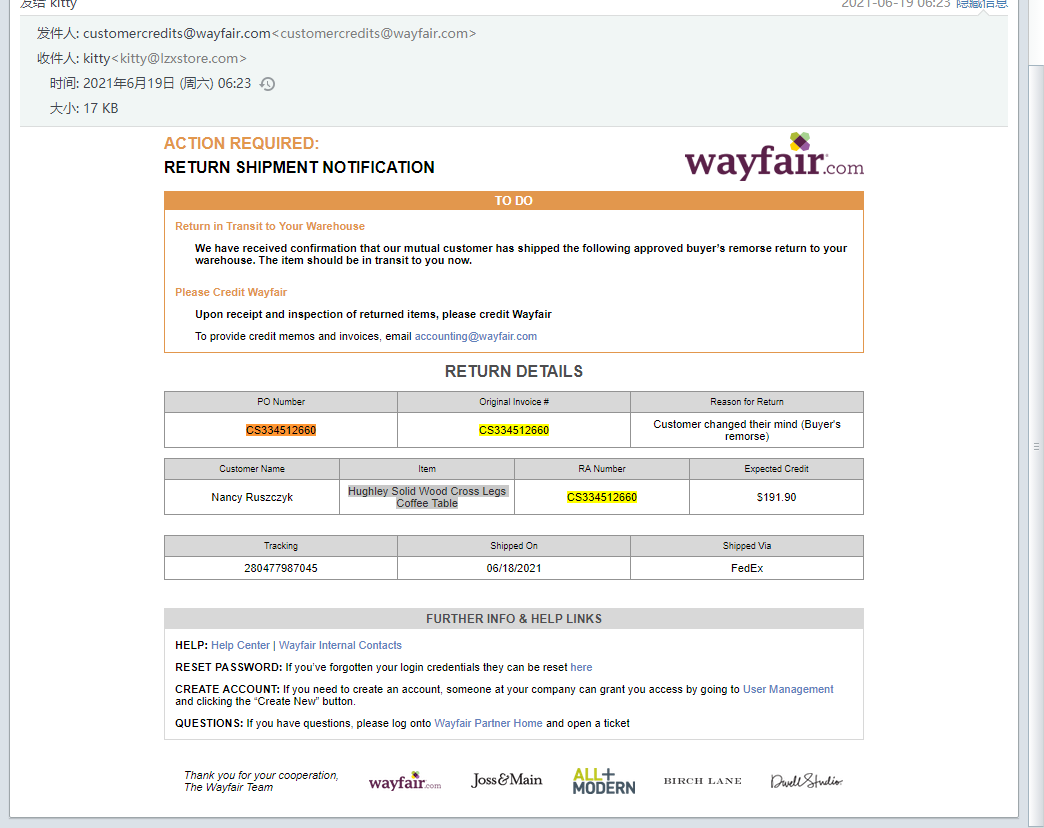 发给 kitty
2021-06-19 06:23 隐藏信息
发件人: customercredits@wayfair.com<customercredits@wayfair.com>
收件人: kitty<kitty@lzxstore.com>
时间: 2021年6月19日 (周六) 06:23
大小: 17 KB
ACTION REQUIRED:
RETURN SHIPMENT NOTIFICATION
wayfair.com
TO DO
Return in Transit to Your Warehouse
We have received confirmation that our mutual customer has shipped the following approved buyer's remorse return to your
warehouse. The item should be in transit to you now.
Please Credit Wayfair
Upon receipt and inspection of returned items, please credit Wayfair
To provide credit memos and invoices, email accounting@wayfair.com
RETURN DETAILS
PO Number Original Invoice # Reason for Return
CS334512660 CS334512660 Customer changed their mind (Buyer's
remorse)
Customer Name Item RA Number Expected Credit
Nancy Ruszczyk Hughley Solid Wood Cross Legs
Coffee Table CS334512660 $191.90
Tracking Shipped On Shipped Via
280477987045 06/18/2021 FedEx
FURTHER INFO & HELP LINKS
HELP: Help Center | Wayfair Internal Contacts
RESET PASSWORD: If you've forgotten your login credentials they can be reset here
CREATE ACCOUNT: If you need to create an account, someone at your company can grant you access by going to User Management
and clicking the “Create New” button.
QUESTIONS: If you have questions, please log onto Wayfair Partner Home and open a ticket
Thank you for your cooperation,
The Wayfair Team
wayfair.com Joss&Main ALL+
MODERN BIRCH LANE DwellStudio